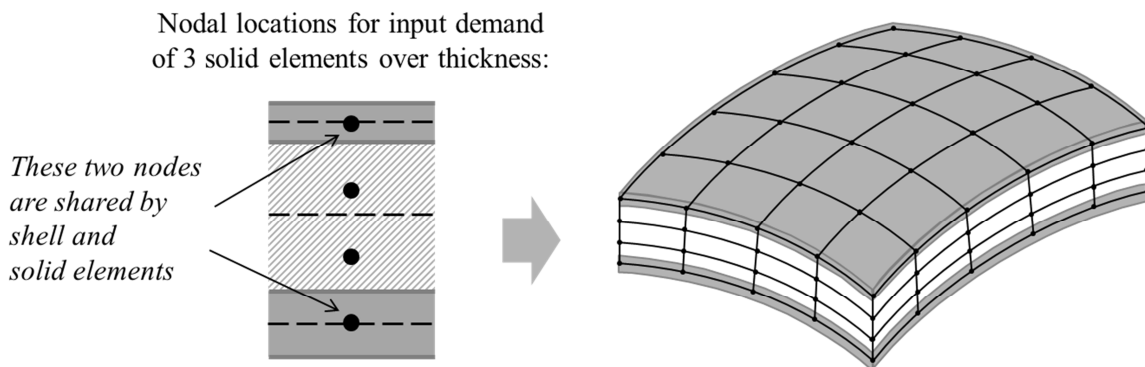 Nodal locations for input demand
of 3 solid elements over thickness:
These two nodes
are shared by
shell and
solid elements